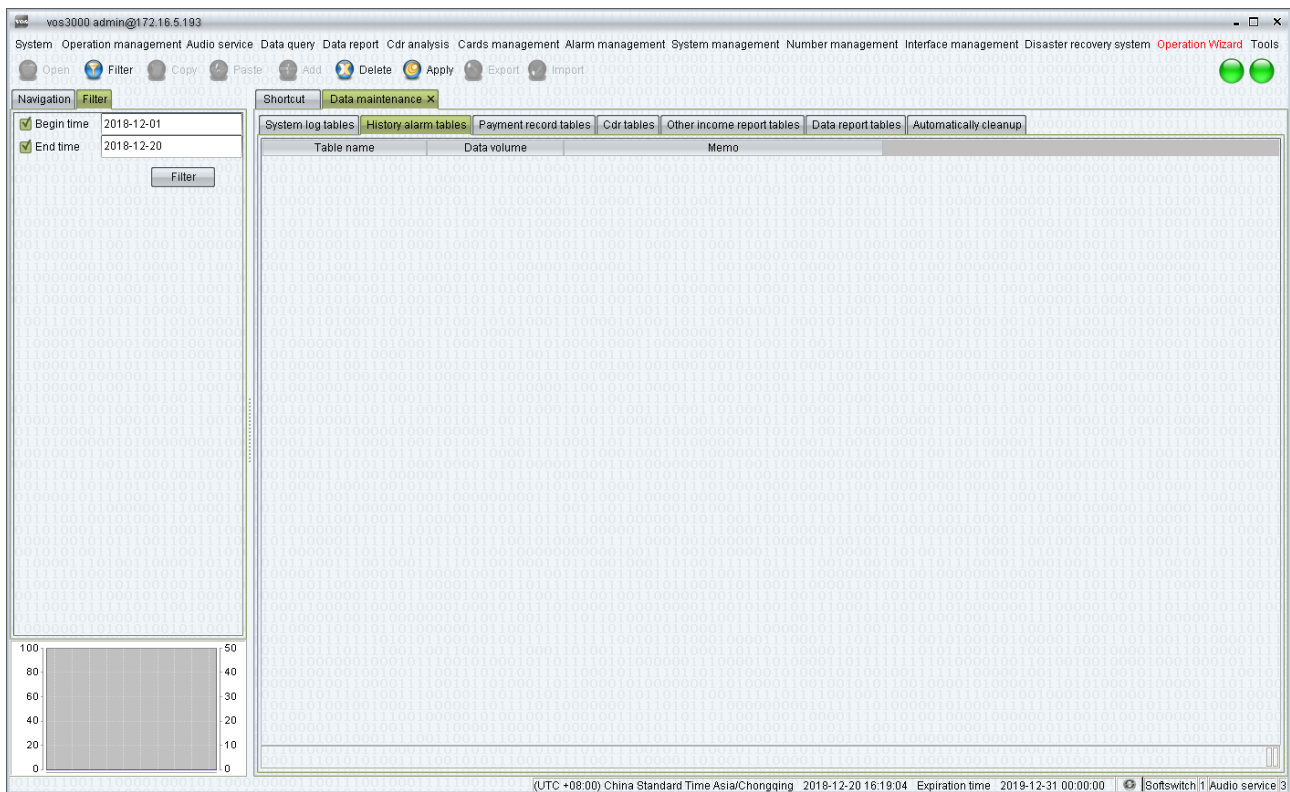 vos vos3000 admin@172.16.5.193
System Operation management Audio service Data query Data report Cdr analysis Cards management Alarm management System management Number management Interface management Disaster recovery system Operation Wizard Tools
Open Filter Copy Paste Add Delete Apply Export Import
Navigation Filter Shortcut Data maintenance
Begin time 2018-12-01
End time 2018-12-20
Filter
System log tables History alarm tables Payment record tables Cdr tables Other income report tables Data report tables Automatically cleanup
Table name Data volume Memo
100 50
80 40
60 30
40 20
20 10
0 0
(UTC +08:00) China Standard Time Asia/Chongqing 2018-12-20 16:19:04 Expiration time 2019-12-31 00:00:00 Softswitch 1 Audio service 3